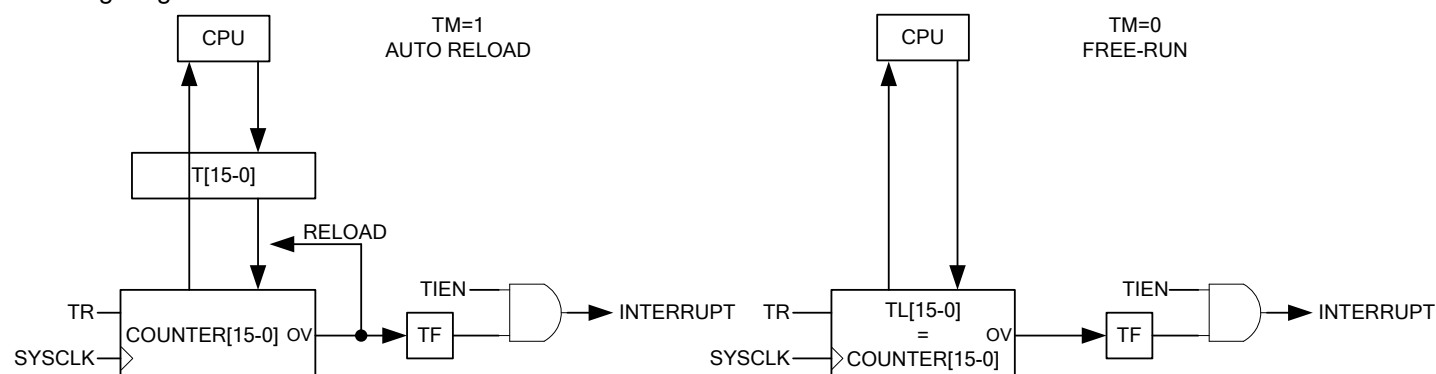 CPU
TM=1
AUTO RELOAD
T[15-0]
RELOAD
TR
SYSCLK
COUNTER[15-0]
OV
TF
TIEN
INTERRUPT
CPU
TM=0
FREE-RUN
TR
SYSCLK
TL[15-0]
=
COUNTER[15-0]
OV
TF
TIEN
INTERRUPT